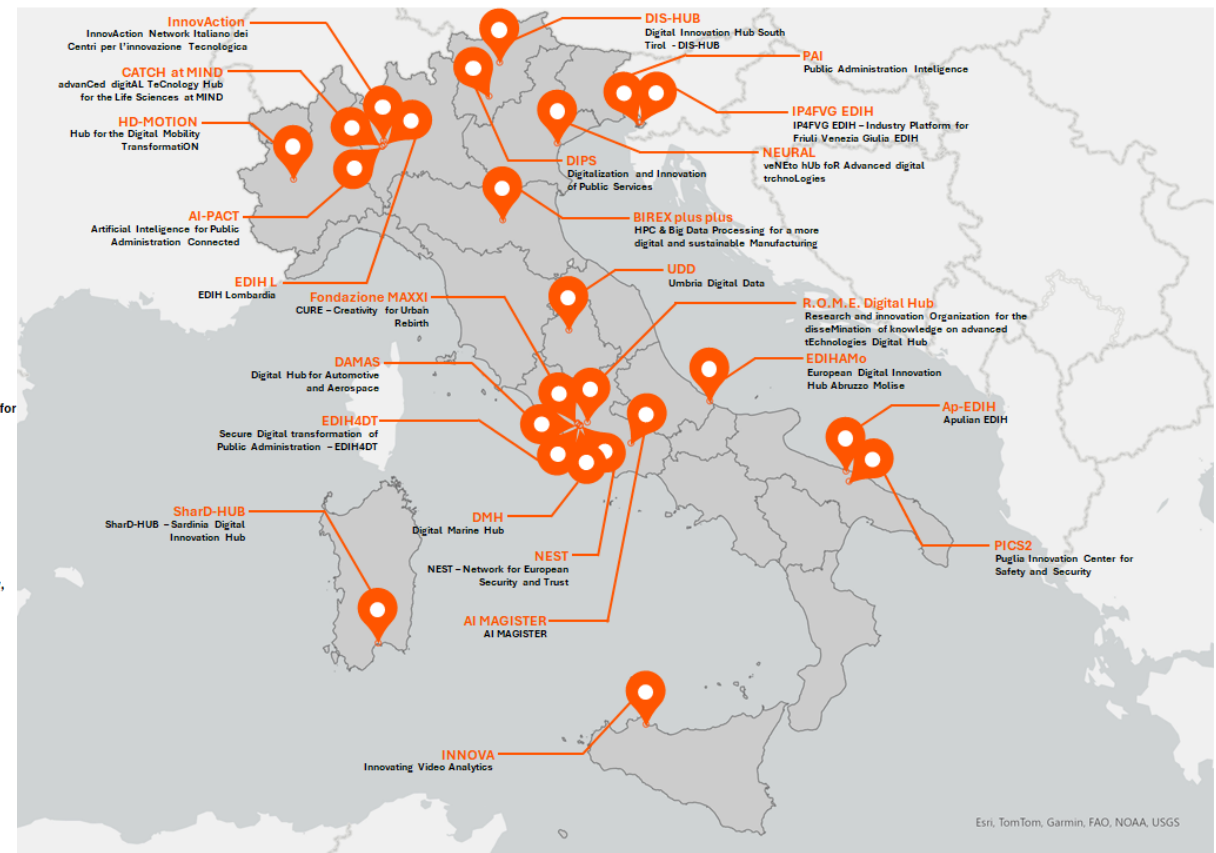 InnovAction
InnovAction Network Italiano dei
Centri per l'innovazione Tecnologica
CATCH at MIND
advanCed digitAL TeCnology Hub
for the Life Sciences at MIND
HD-MOTION
Hub for the Digital Mobility
TransformatiON
AI-PACT
Artificial Inteligence for Public
Administration Connected
EDIH L
EDIH Lombardia
DIS-HUB
Digital Innovation Hub South
Tirol - DIS-HUB
PAI
Public Administration Inteligence
IP4FVG EDIH
IP4FVG EDIH – Industry Platform for
Friuli Venezia Giulia EDIH
NEURAL
veNEto hUb foR Advanced digital
trchnoLogies
DIPS
Digitalization and Innovation
of Public Services
BIREX plus plus
HPC & Big Data Processing for a more
digital and sustainable Manufacturing
UDD
Umbria Digital Data
Fondazione MAXXI
CURE – Creativity for Urban
Rebirth
R.O.M.E. Digital Hub
Research and innovation Organization for the
disseMination of knowledge on advanced
tEchnologies Digital Hub
DAMAS
Digital Hub for Automotive
and Aerospace
EDIHAMo
European Digital Innovation
Hub Abruzzo Molise
for
EDIH4DT
Secure Digital transformation of
Public Administration – EDIH4DT
Ap-EDIH
Apulian EDIH
SharD-HUB
SharD-HUB – Sardinia Digital
Innovation Hub
DMH
Digital Marine Hub
NEST
NEST – Network for European
Security and Trust
PICS2
Puglia Innovation Center for
Safety and Security
AI MAGISTER
AI MAGISTER
INNOVA
Innovating Video Analytics
Esri, TomTom, Garmin, FAO, NOAA, USGS